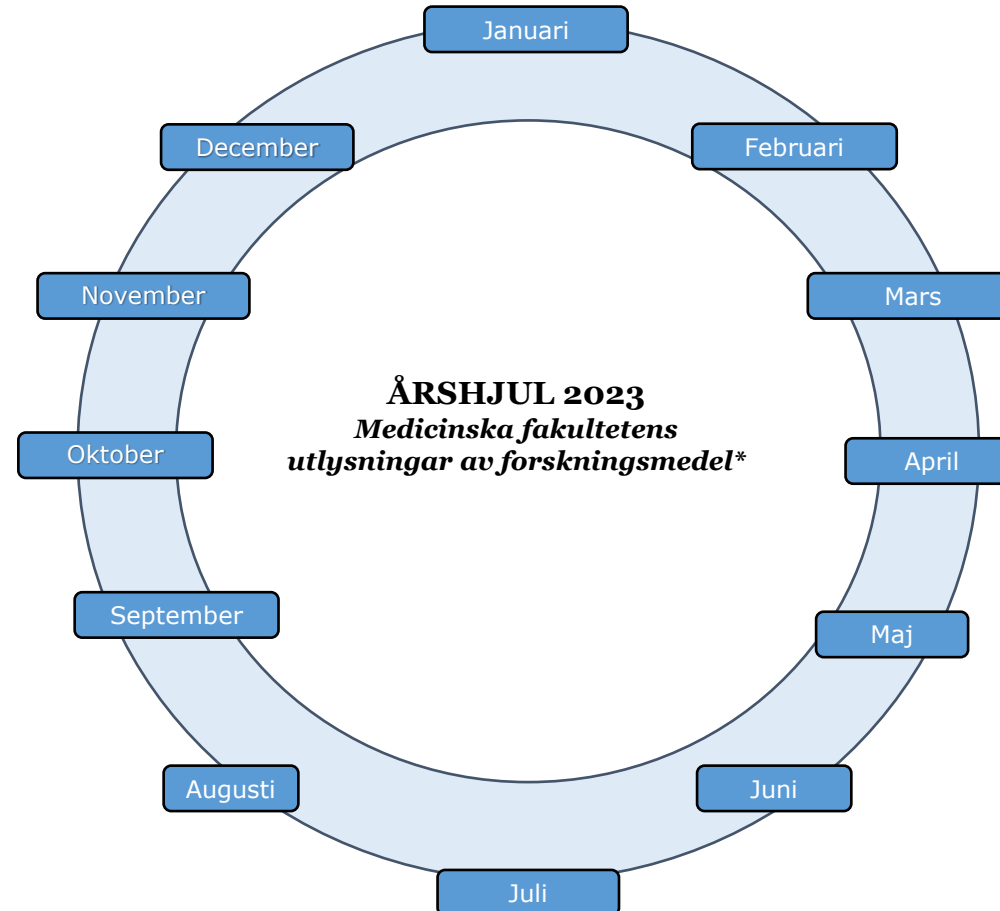 Januari
December
Februari
November
Mars
ÅRSHJUL 2023
Medicinska fakultetens
utlysningar av forskningsmedel*
Oktober
April
September
Maj
Augusti
Juni
Juli